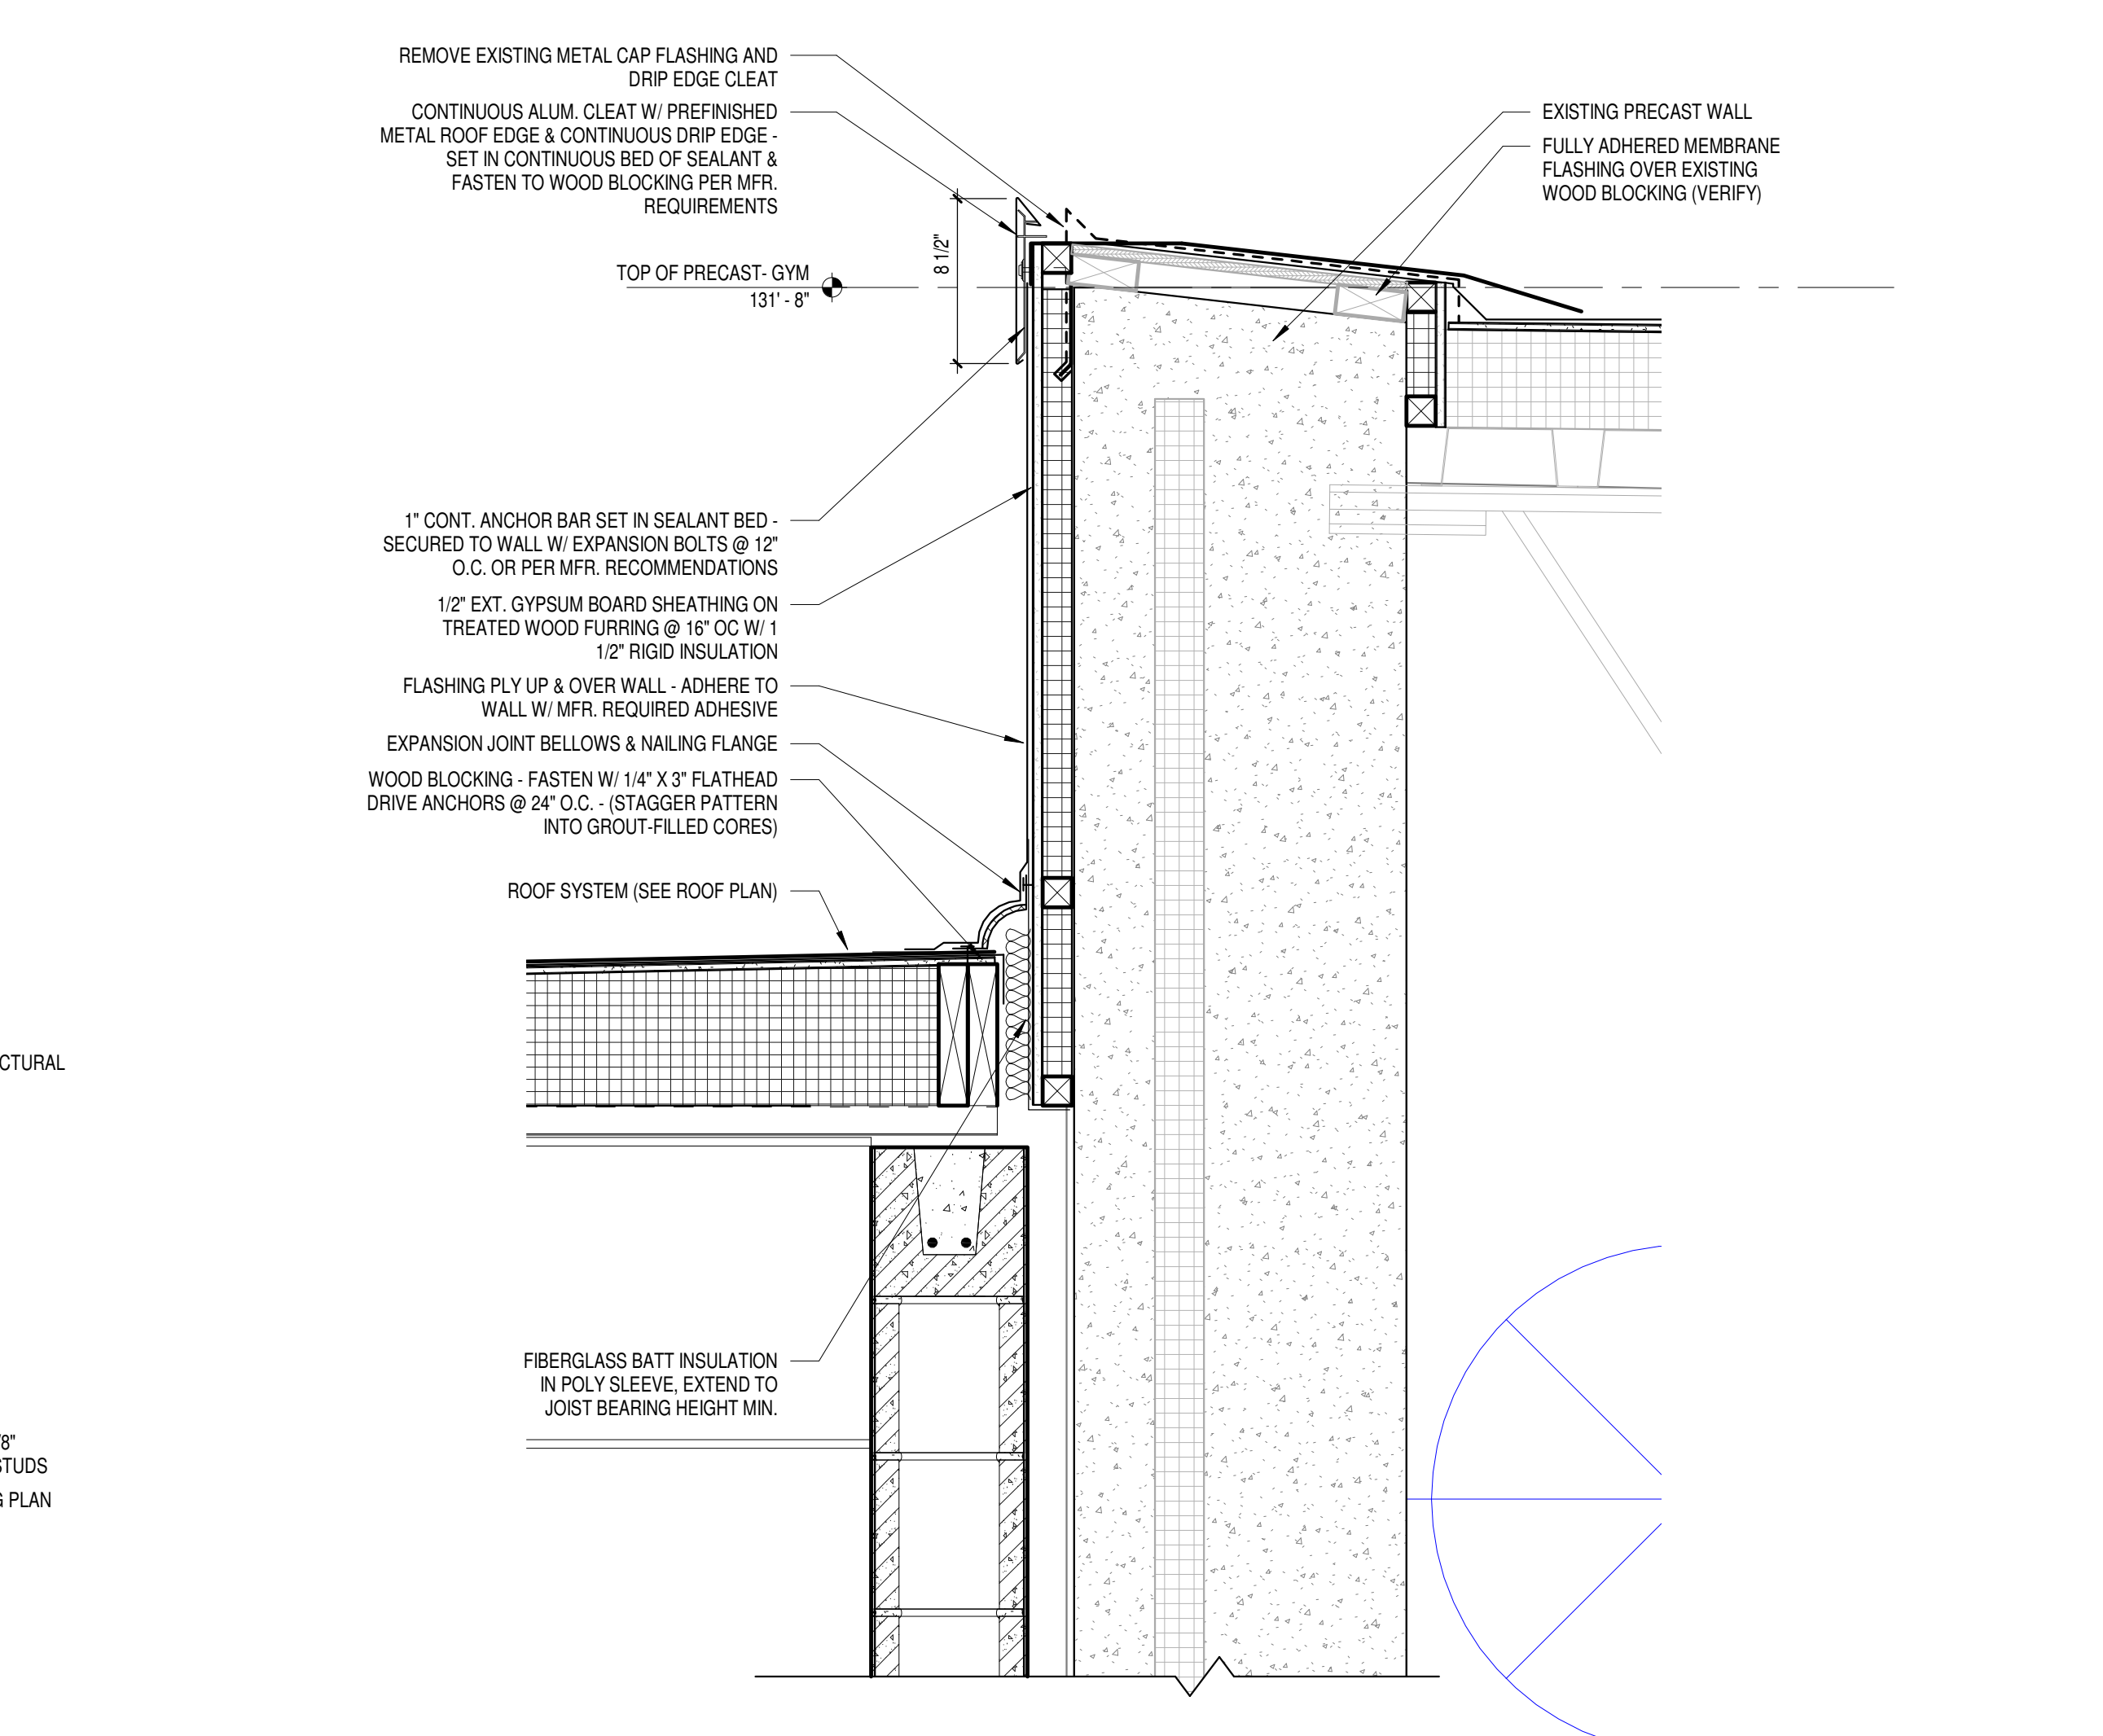 REMOVE EXISTING METAL CAP FLASHING AND
DRIP EDGE CLEAT
CONTINUOUS ALUM. CLEAT W/ PREFINISHED
METAL ROOF EDGE & CONTINUOUS DRIP EDGE -
SET IN CONTINUOUS BED OF SEALANT &
FASTEN TO WOOD BLOCKING PER MFR.
REQUIREMENTS
EXISTING PRECAST WALL
FULLY ADHERED MEMBRANE
FLASHING OVER EXISTING
WOOD BLOCKING (VERIFY)
8 1/2"
TOP OF PRECAST- GYM
131' - 8"
1" CONT. ANCHOR BAR SET IN SEALANT BED -
SECURED TO WALL W/ EXPANSION BOLTS @ 12"
O.C. OR PER MFR. RECOMMENDATIONS
1/2" EXT. GYPSUM BOARD SHEATHING ON
TREATED WOOD FURRING @ 16" OC W/ 1
1/2" RIGID INSULATION
FLASHING PLY UP & OVER WALL - ADHERE TO
WALL W/ MFR. REQUIRED ADHESIVE
EXPANSION JOINT BELLOWS & NAILING FLANGE
WOOD BLOCKING - FASTEN W/ 1/4" X 3" FLATHEAD
DRIVE ANCHORS @ 24" O.C. - (STAGGER PATTERN
INTO GROUT-FILLED CORES)
ROOF SYSTEM (SEE ROOF PLAN)
CTURAL
FIBERGLASS BATT INSULATION
IN POLY SLEEVE, EXTEND TO
JOIST BEARING HEIGHT MIN.
/8"
STUDS
G PLAN